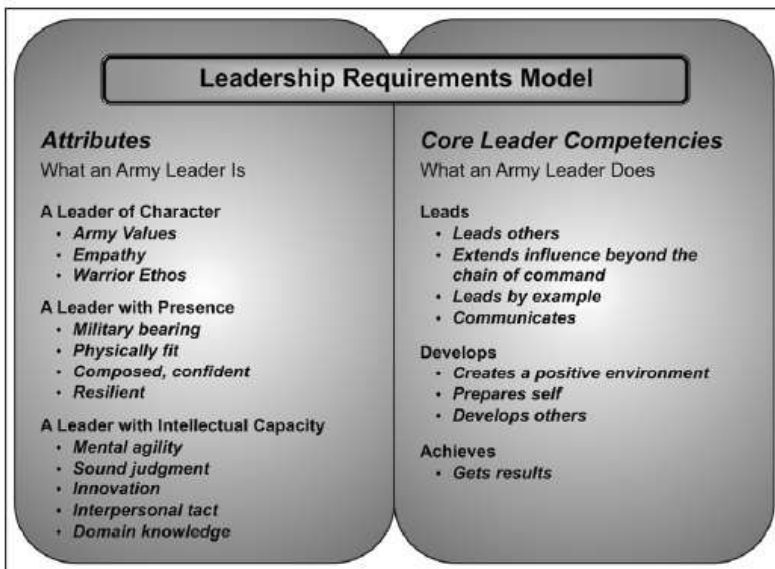 Leadership Requirements Model
Attributes
What an Army Leader Is
A Leader of Character
• Army Values
• Empathy
• Warrior Ethos
A Leader with Presence
• Military bearing
• Physically fit
• Composed, confident
• Resilient
A Leader with Intellectual Capacity
• Mental agility
• Sound judgment
• Innovation
• Interpersonal tact
• Domain knowledge
Core Leader Competencies
What an Army Leader Does
Leads
• Leads others
• Extends influence beyond the
chain of command
• Leads by example
• Communicates
Develops
• Creates a positive environment
• Prepares self
• Develops others
Achieves
• Gets results